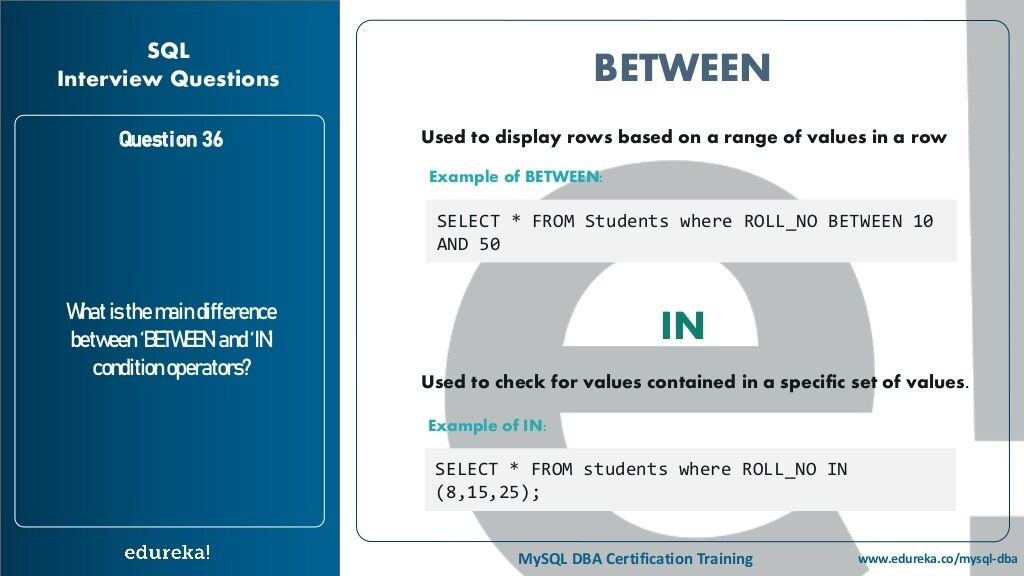 SQL
Interview Questions
Question 36
What is the main difference
between ‘BETWEEN’ and ‘IN’
condition operators?
edureka!
BETWEEN
Used to display rows based on a range of values in a row
Example of BETWEEN:
SELECT * FROM Students where ROLL_NO BETWEEN 10
AND 50
IN
Used to check for values contained in a specific set of values.
Example of IN:
SELECT * FROM students where ROLL_NO IN
(8,15,25);
MySQL DBA Certification Training
www.edureka.co/mysql-dba